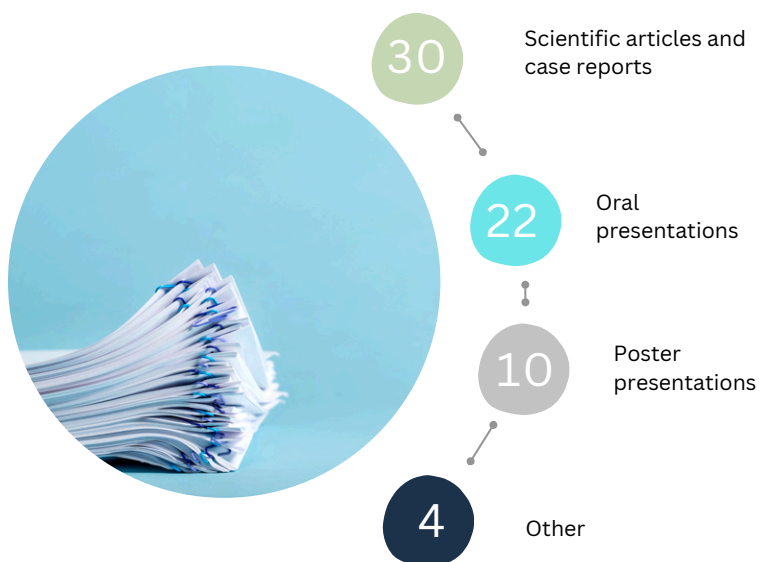 30
Scientific articles and
case reports
22
Oral
presentations
10
Poster
presentations
4
Other